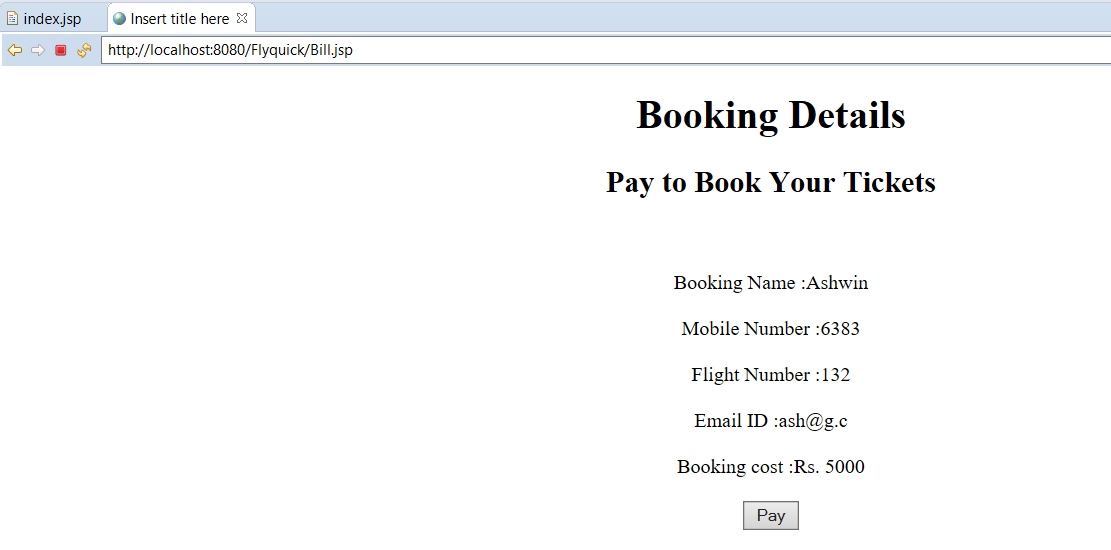 index.jsp
Insert title here
http://localhost:8080/Flyquick/Bill.jsp
Booking Details
Pay to Book Your Tickets
Booking Name :Ashwin
Mobile Number :6383
Flight Number :132
Email ID :ash@g.c
Booking cost :Rs. 5000
Pay